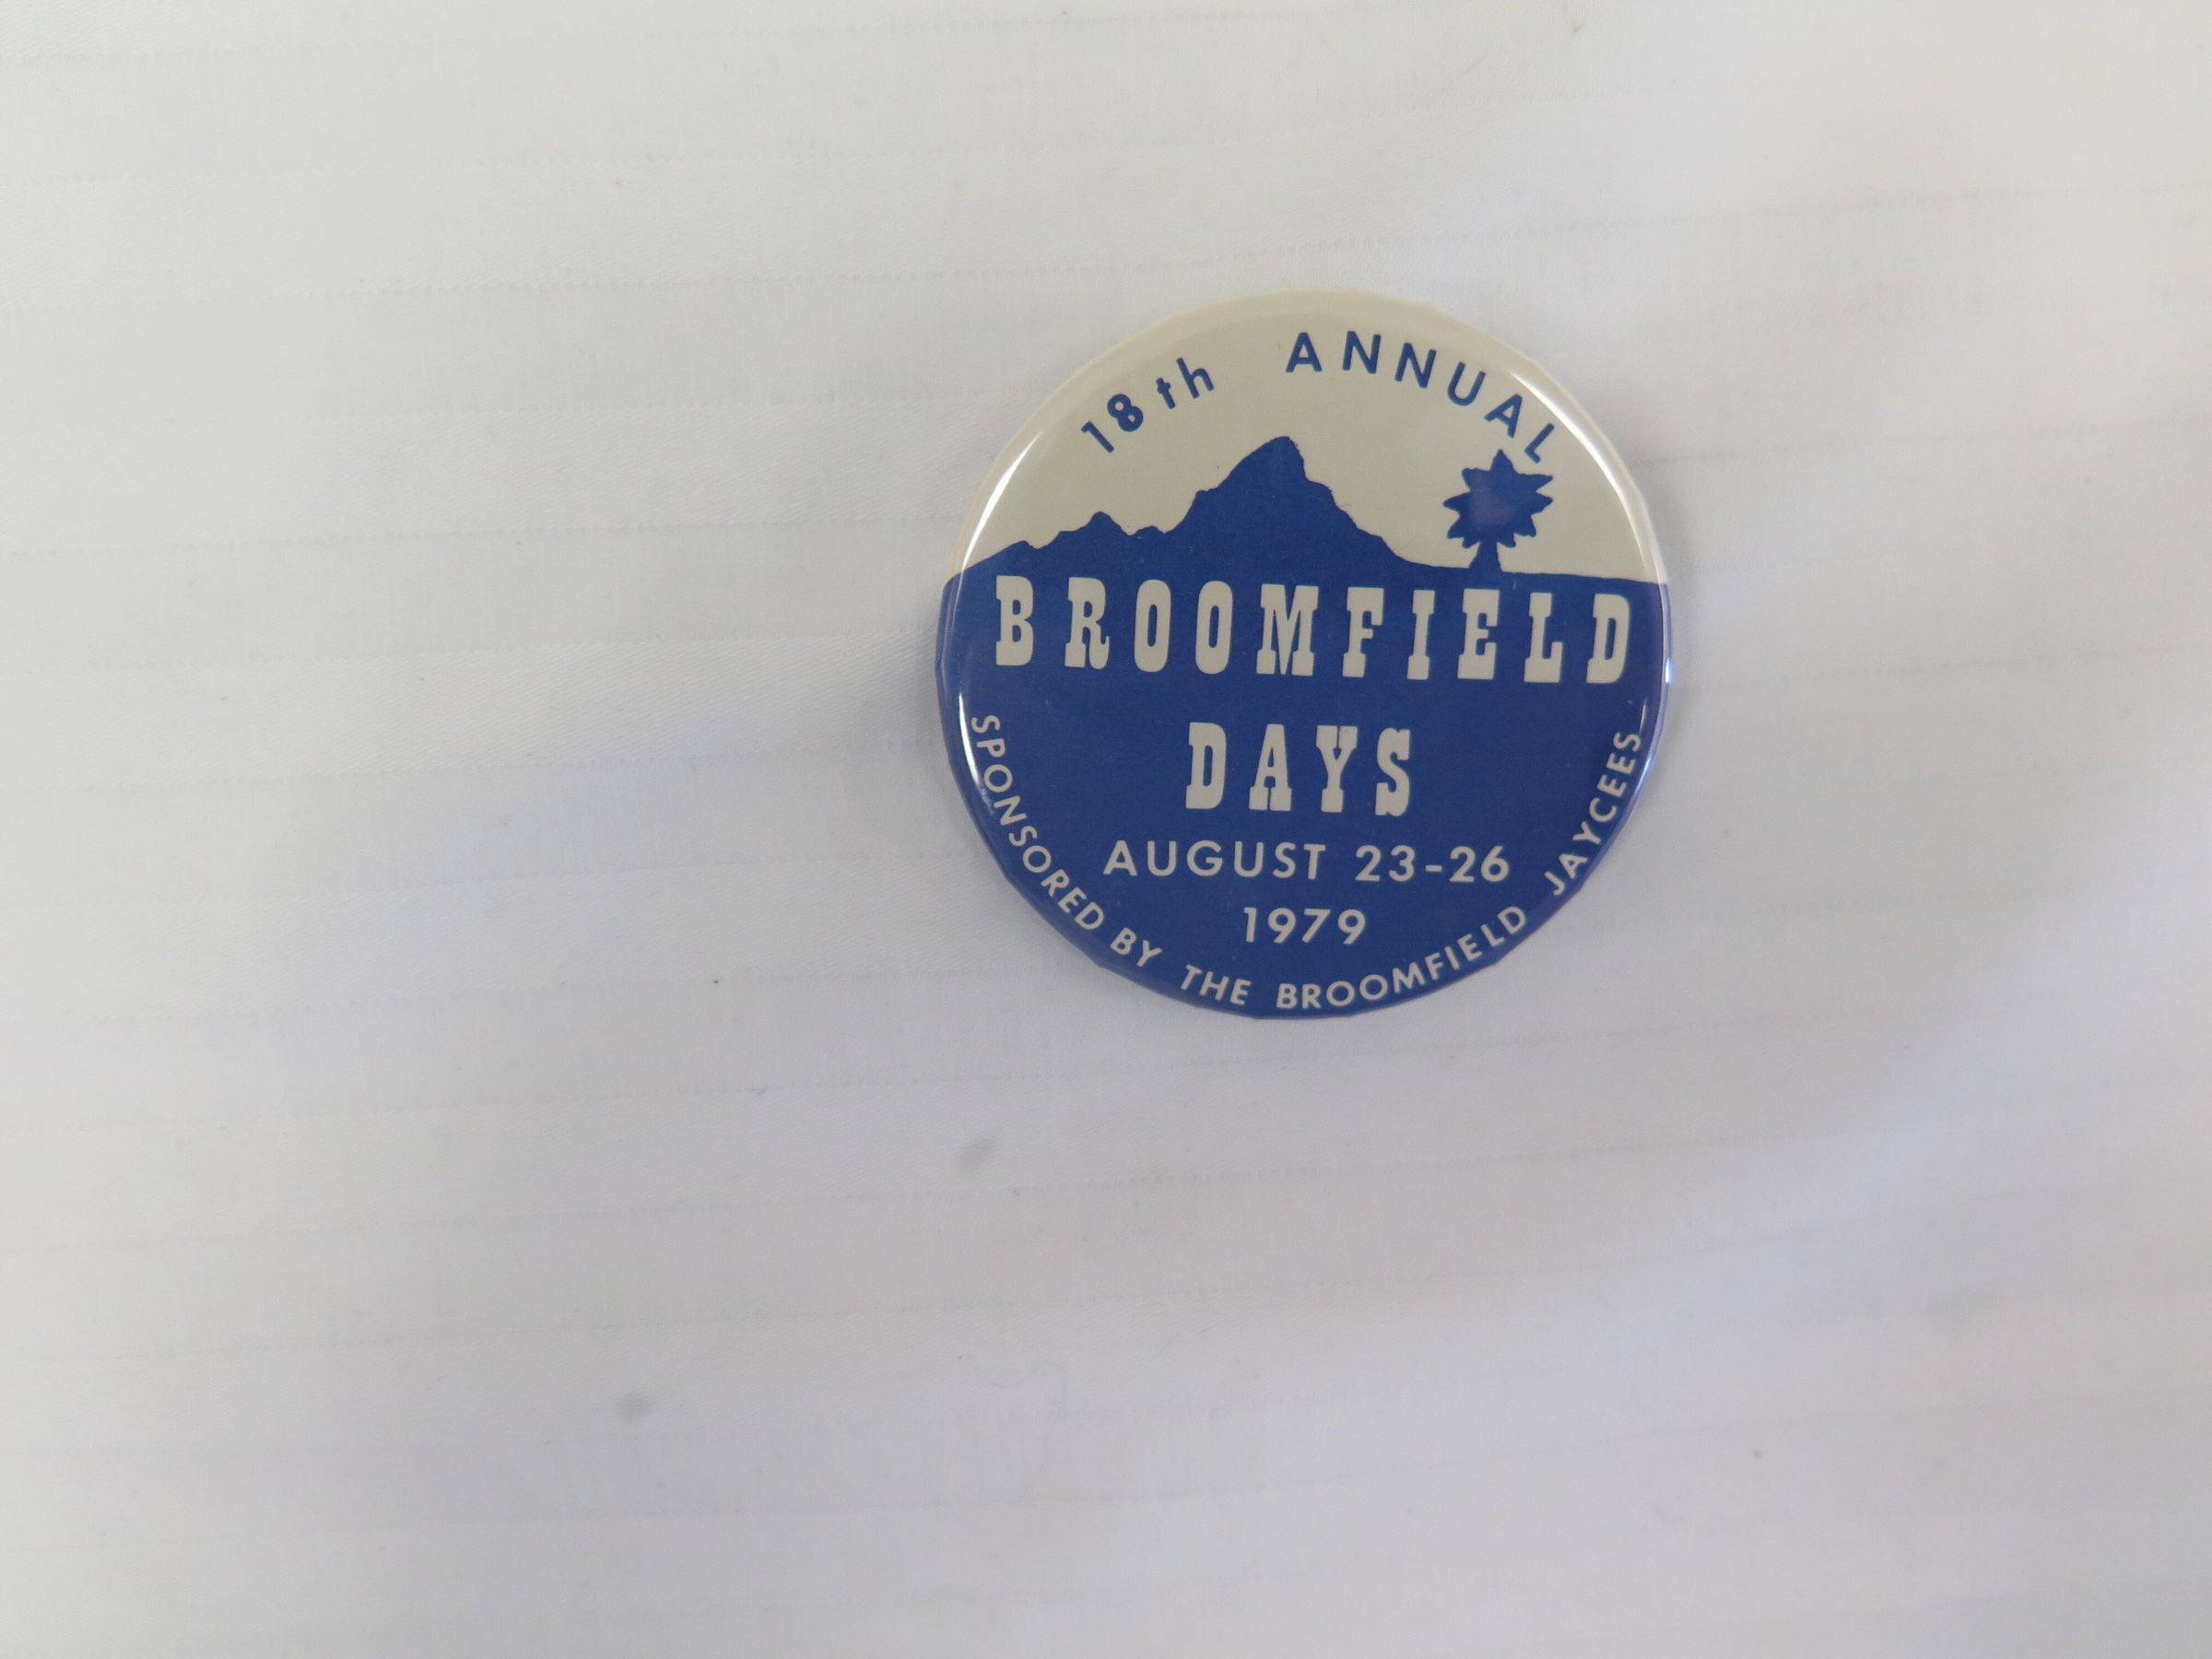 18th ANNUAL
BROOMFIELD
DAYS
AUGUST 23-26
1979
SPONSORED BY THE BROOMFIELD JAYCEES